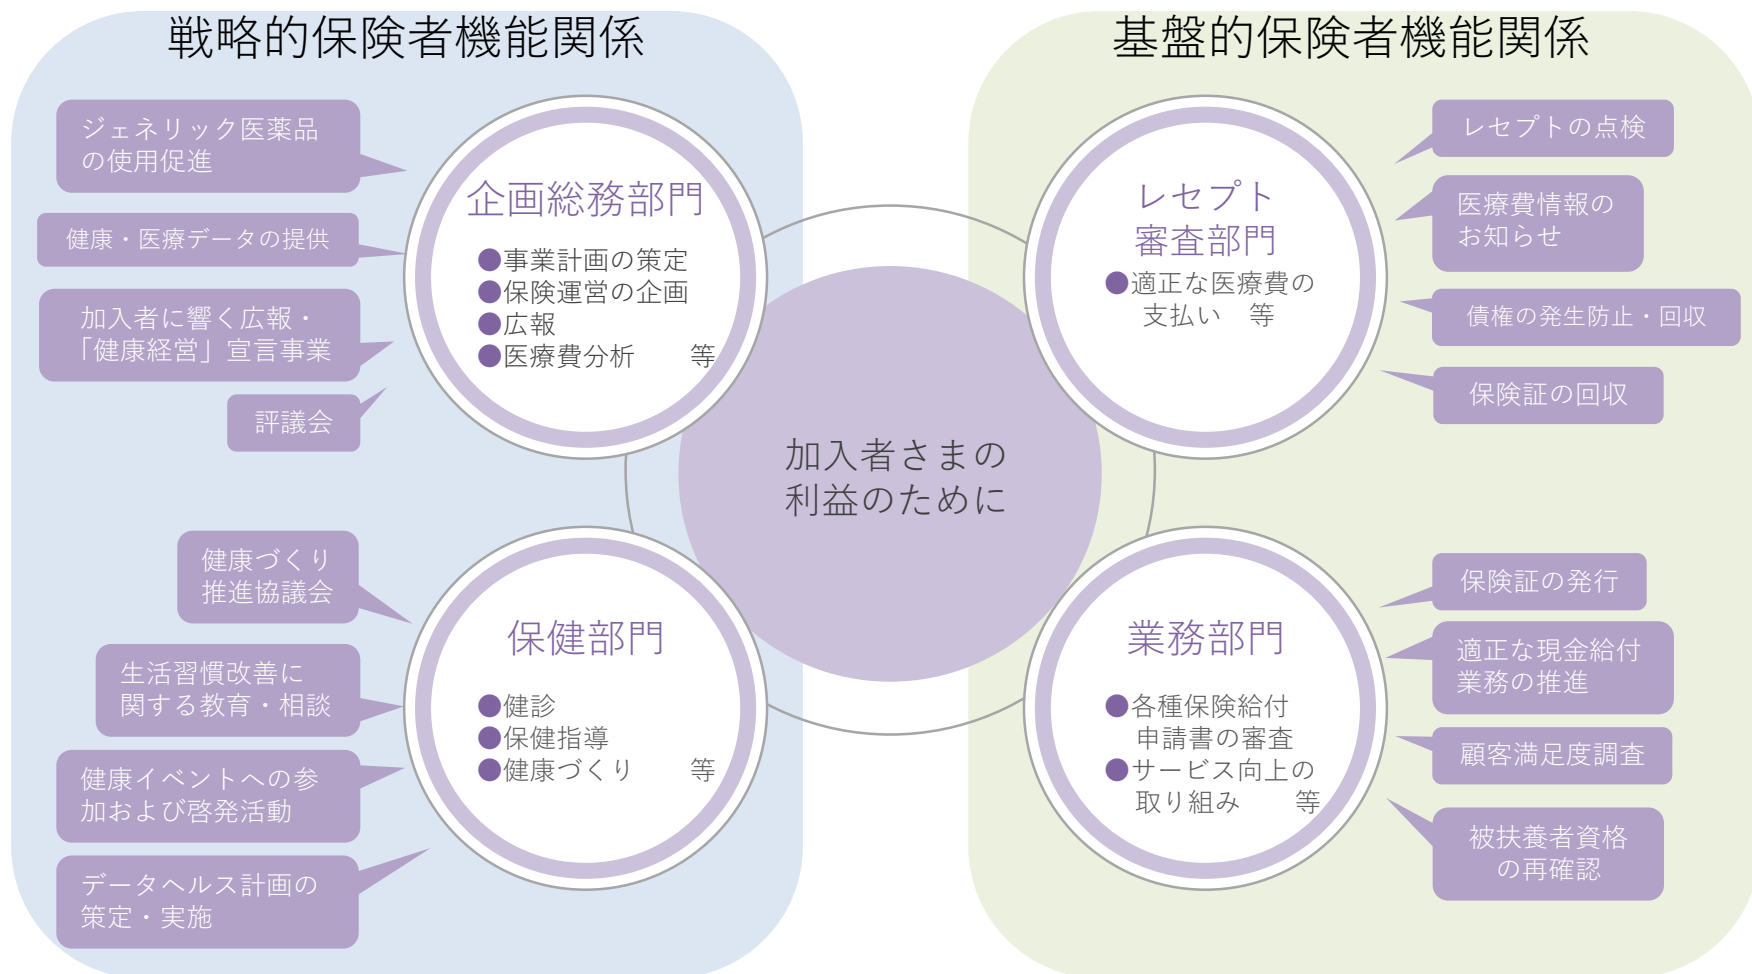 戦略的保険者機能関係
ジェネリック医薬品
の使用促進
健康・医療データの提供
加入者に響く広報・
「健康経営」宣言事業
評議会
企画総務部門
●事業計画の策定
●保険運営の企画
●広報
●医療費分析　　等
健康づくり
推進協議会
生活習慣改善に
関する教育・相談
健康イベントへの参
加および啓発活動
データヘルス計画の
策定・実施
保健部門
●健診
●保健指導
●健康づくり　　等
加入者さまの
利益のために
基盤的保険者機能関係
レセプト
審査部門
●適正な医療費の
支払い　等
レセプトの点検
医療費情報の
お知らせ
債権の発生防止・回収
保険証の回収
業務部門
●各種保険給付
申請書の審査
●サービス向上の
取り組み　　等
保険証の発行
適正な現金給付
業務の推進
顧客満足度調査
被扶養者資格
の再確認